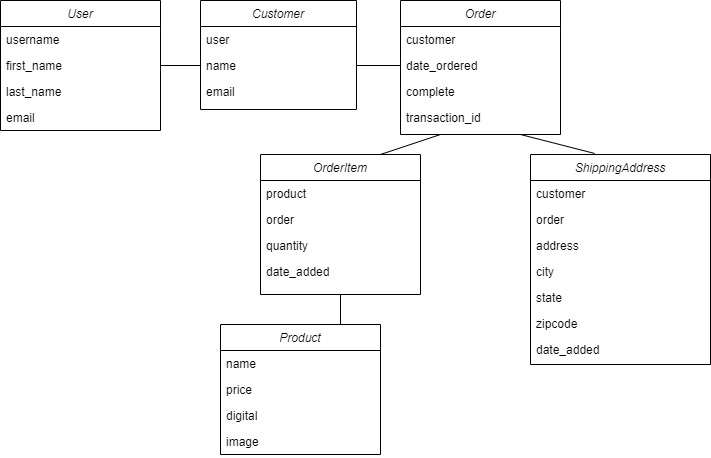 User
username
first_name
last_name
email
Customer
user
name
email
Order
customer
date_ordered
complete
transaction_id
OrderItem
product
order
quantity
date_added
ShippingAddress
customer
order
address
city
state
zipcode
date_added
Product
name
price
digital
image